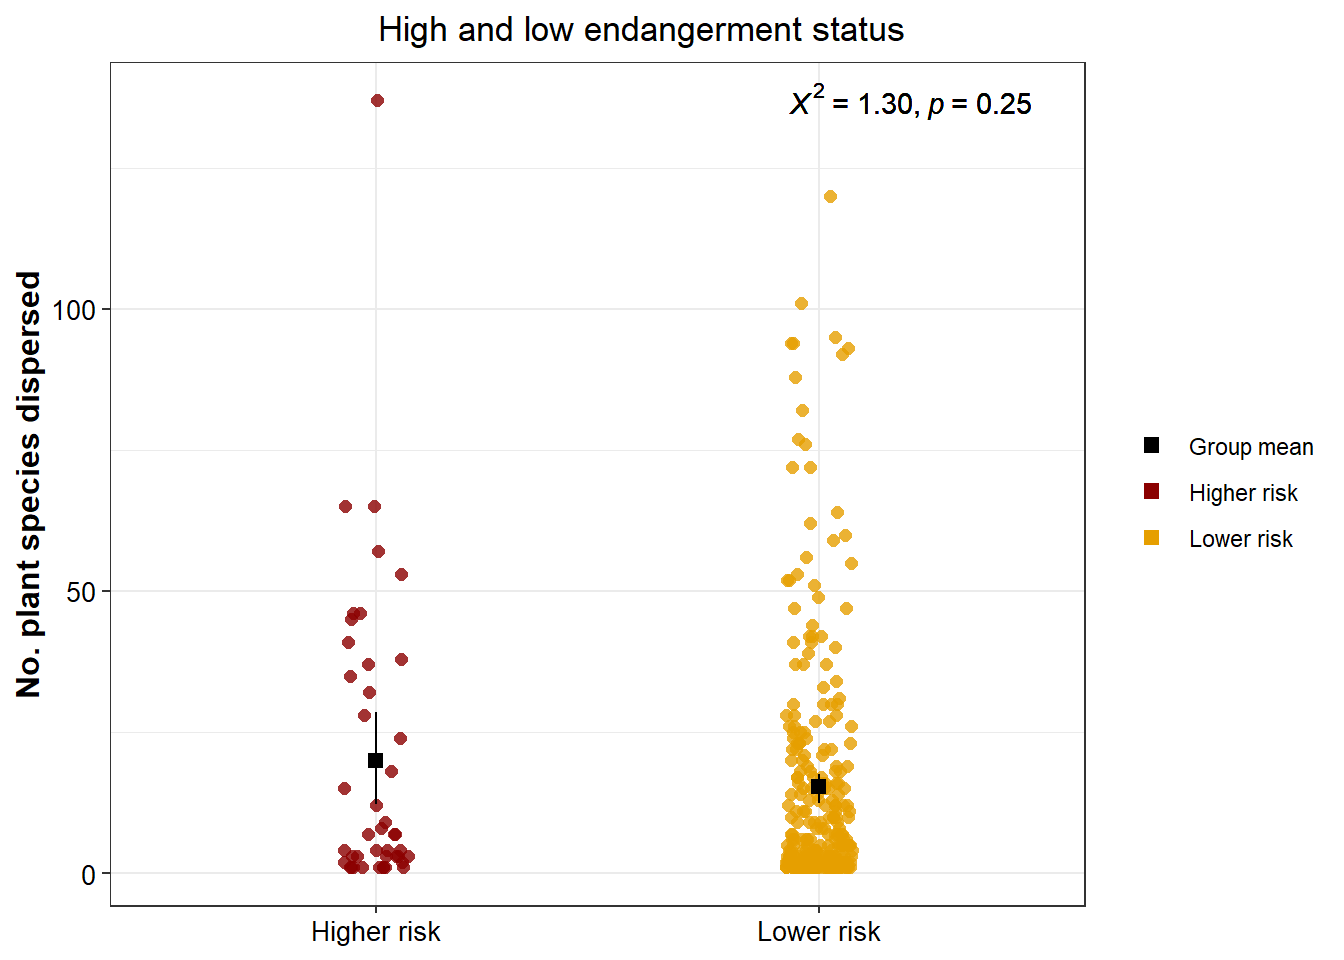 High and low endangerment status
X² = 1.30, p = 0.25
No. plant species dispersed
100
50
0
Higher risk
Lower risk
Group mean
Higher risk
Lower risk